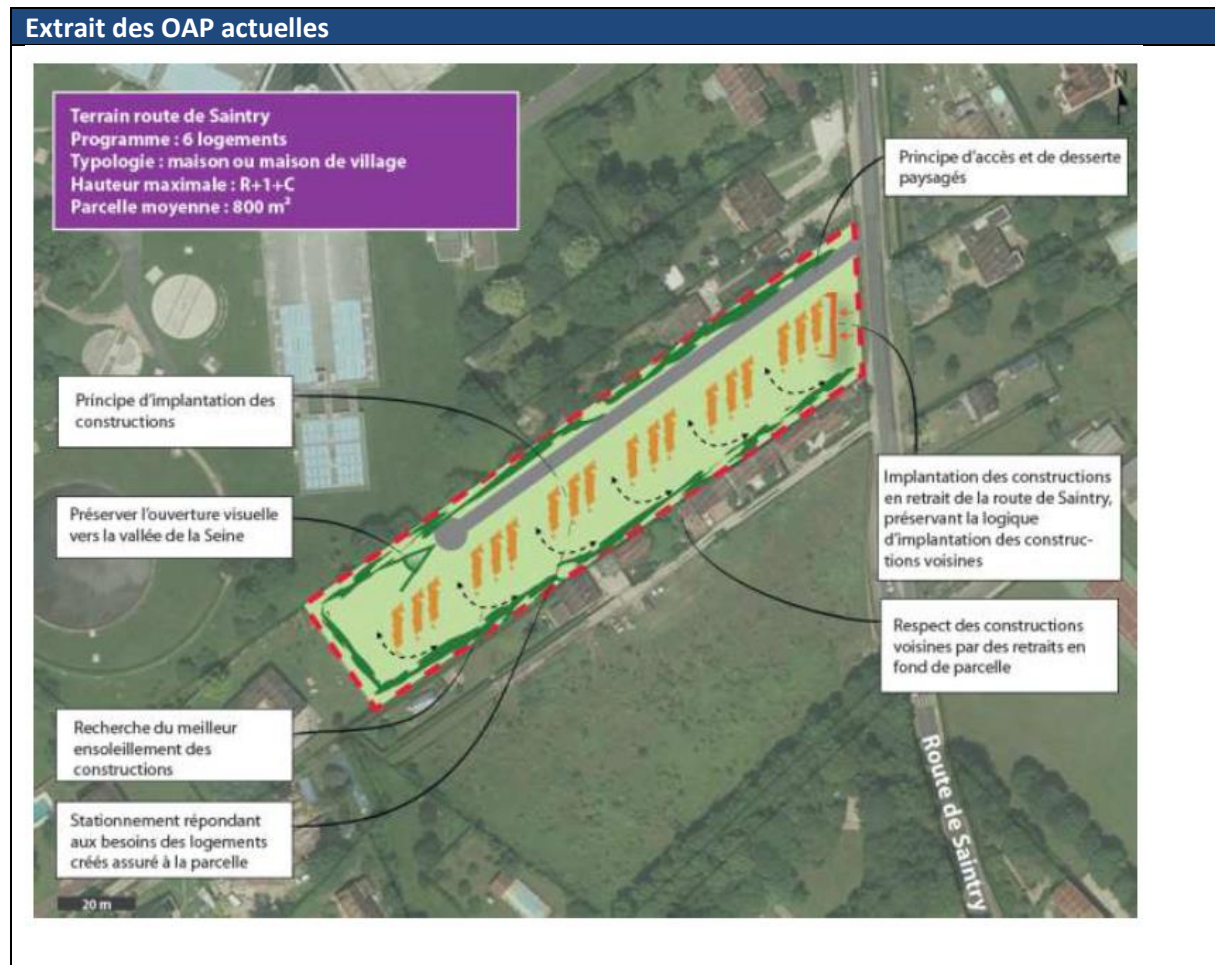 Extrait des OAP actuelles
Terrain route de Saintry
Programme : 6 logements
Typologie : maison ou maison de village
Hauteur maximale : R+1+C
Parcelle moyenne : 800 m²
N
Principe d'accès et de desserte
paysagés
Principe d'implantation des
constructions
Préserver l'ouverture visuelle
vers la vallée de la Seine
Implantation des constructions
en retrait de la route de Saintry,
préservant la logique
d'implantation des construc-
tions voisines
Respect des constructions
voisines par des retraits en
fond de parcelle
Recherche du meilleur
ensoleillement des
constructions
Stationnement répondant
aux besoins des logements
créés assuré à la parcelle
Route de Saintry
20 m